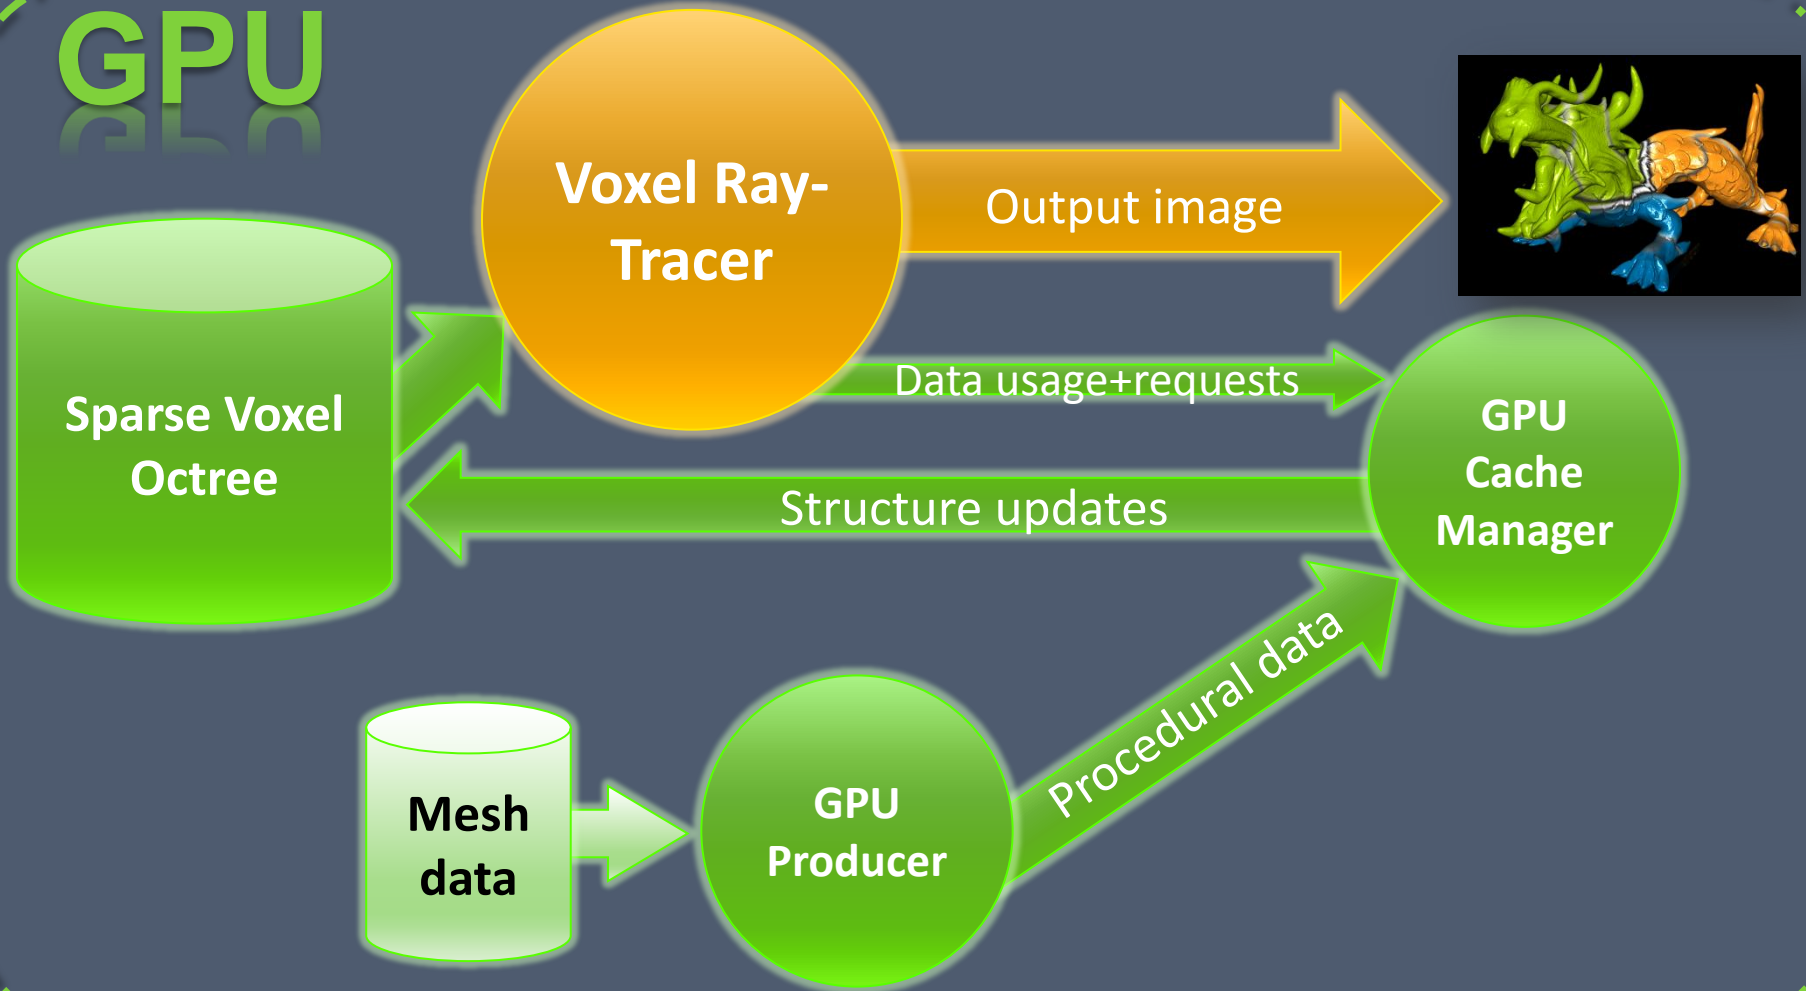 GPU
Voxel Ray-
Tracer
Output image
Sparse Voxel
Octree
Data usage+requests
GPU
Cache
Manager
Structure updates
Procedural data
Mesh
data
GPU
Producer